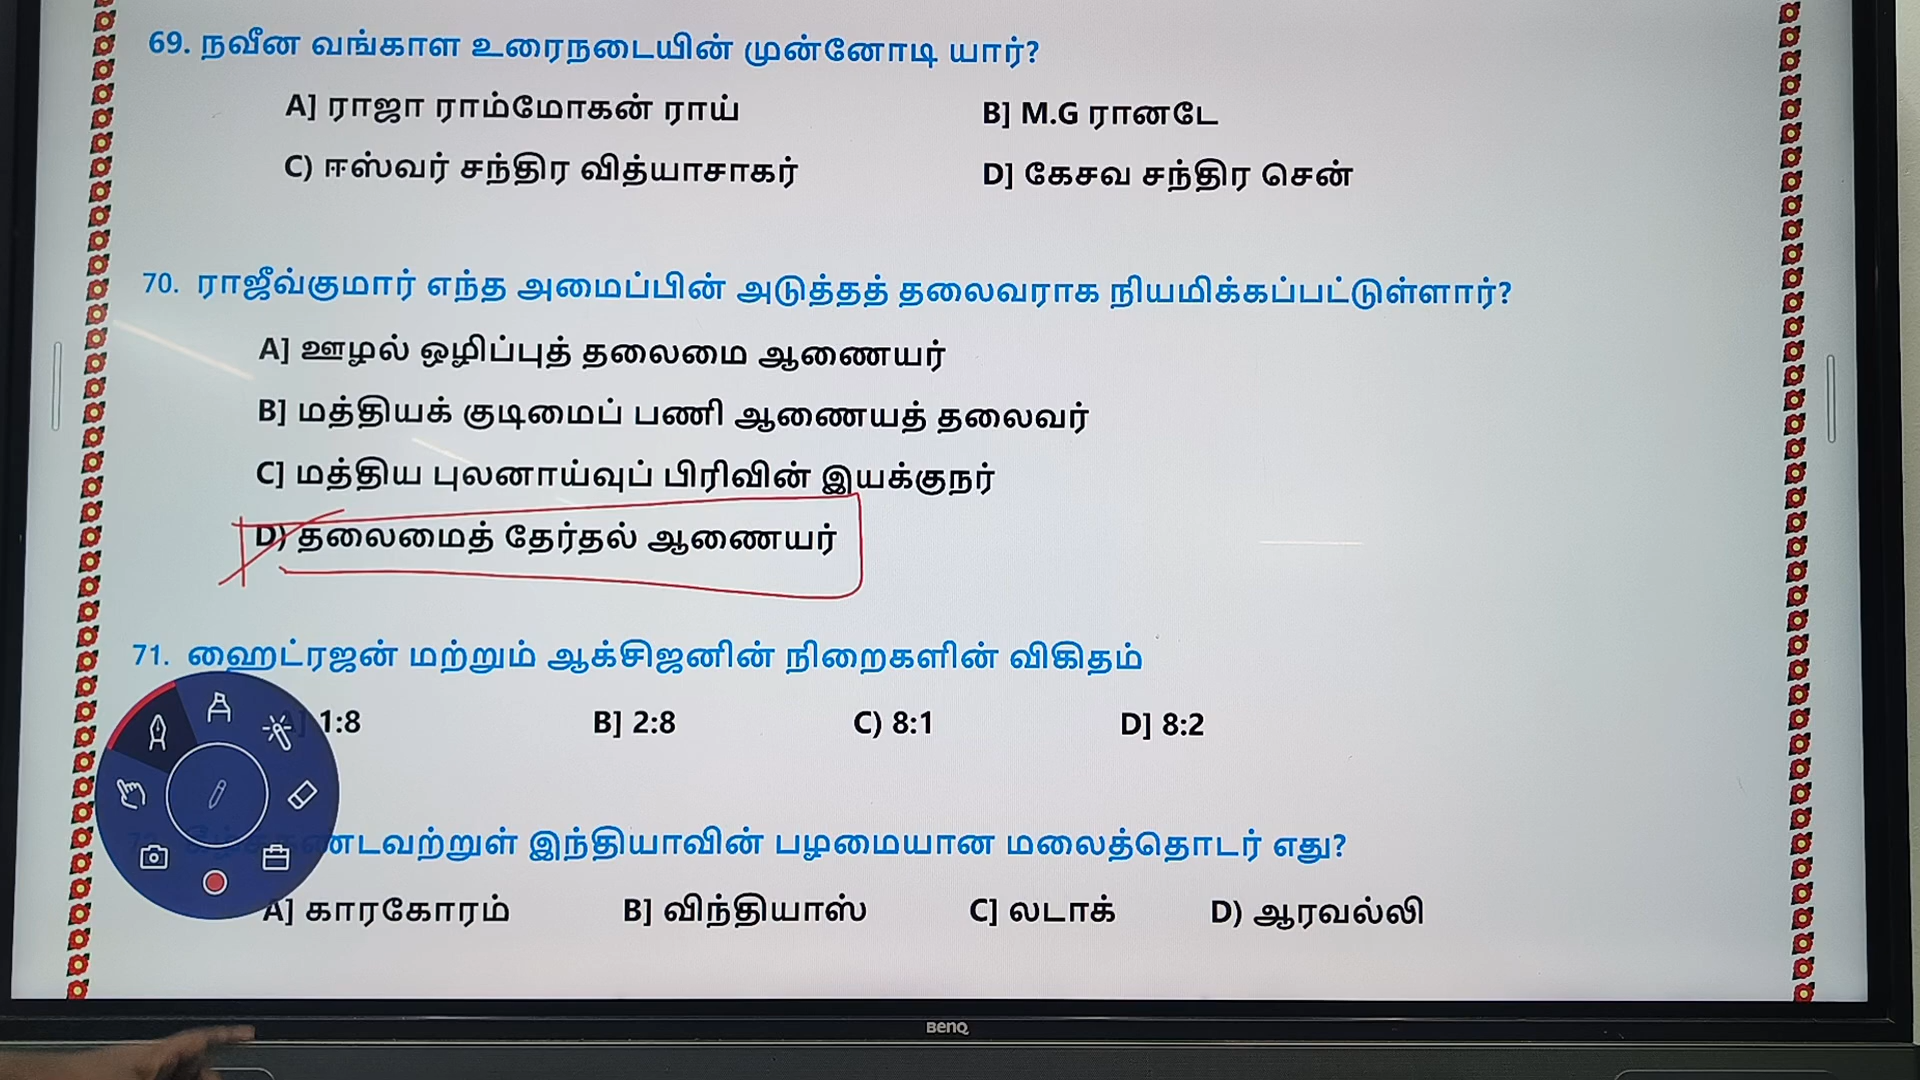 69. நவீன வங்காள உரைநடையின் முன்னோடி யார்?
A] ராஜா ராம்மோகன் ராய் B] M.G ரானடே
C) ஈஸ்வர் சந்திர வித்யாசாகர் D] கேசவ சந்திர சென்
70. ராஜீவ்குமார் எந்த அமைப்பின் அடுத்தத் தலைவராக நியமிக்கப்பட்டுள்ளார்?
A] ஊழல் ஒழிப்புத் தலைமை ஆணையர்
B] மத்தியக் குடிமைப் பணி ஆணையத் தலைவர்
C] மத்திய புலனாய்வுப் பிரிவின் இயக்குநர்
D) தலைமைத் தேர்தல் ஆணையர்
71. ஹைட்ரஜன் மற்றும் ஆக்சிஜனின் நிறைகளின் விகிதம்
A] 1:8 B] 2:8 C) 8:1 D] 8:2
இந்தியாவின் பழமையான மலைத்தொடர் எது?
A] காரகோரம் B] விந்தியாஸ் C] லடாக் D) ஆரவல்லி
BenQ